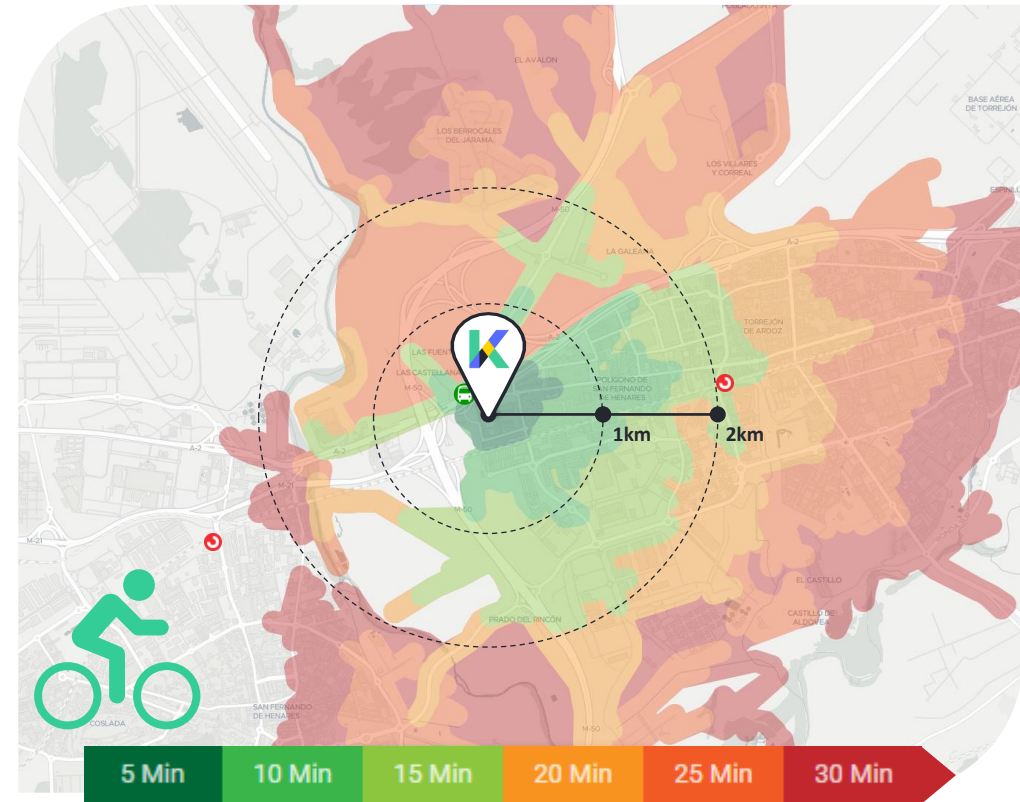 EL AVALON
BASE AÉREA
DE TORREJÓN
LOS BERROCALES
DEL JARAMA
LOS VILLARES
Y CORREAL
M-50
LA GALEANA
A-2
TORREJÓN
DE ARDOZ
A-2
LAS CASTELLANA
M-50
POLÍGONO DE
SAN FERNANDO
DE HENARES
1km
2km
A-2
A-2
M-21
M-50
M-21
EL CASTILLO
CASTILLO DE
ALDOVEA
PRADO DEL RINCÓN
SAN FERNANDO
DE HENARES
COSLADA
M-50
5 Min
10 Min
15 Min
20 Min
25 Min
30 Min